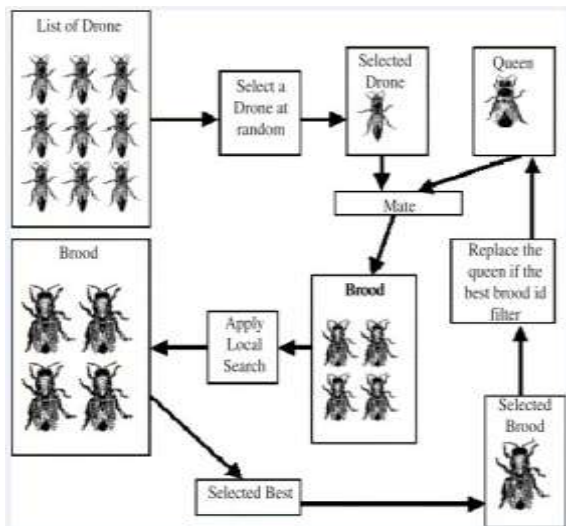 List of Drone
Select a
Drone at
random
Selected
Drone
Queen
Mate
Brood
Apply
Local
Search
Brood
Replace the
queen if the
best brood id
filter
Selected Best
Selected
Brood